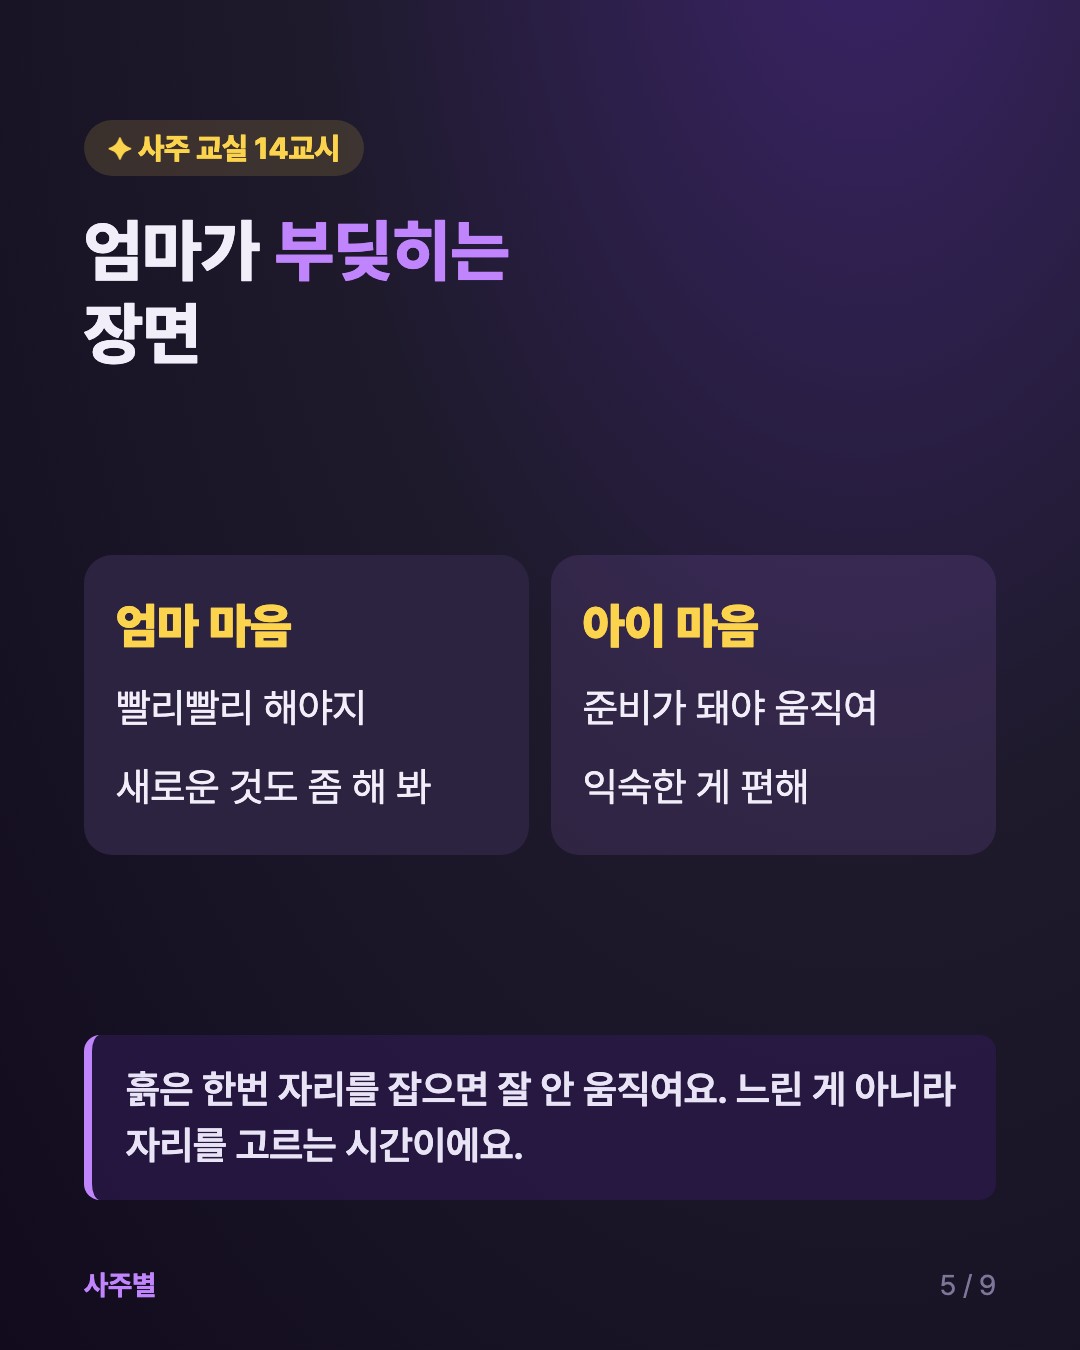 ✦ 사주 교실 14교시
엄마가 부딪히는
장면
엄마 마음
빨리빨리 해야지
새로운 것도 좀 해 봐
아이 마음
준비가 돼야 움직여
익숙한 게 편해
흙은 한번 자리를 잡으면 잘 안 움직여요. 느린 게 아니라
자리를 고르는 시간이에요.
사주별
5 / 9